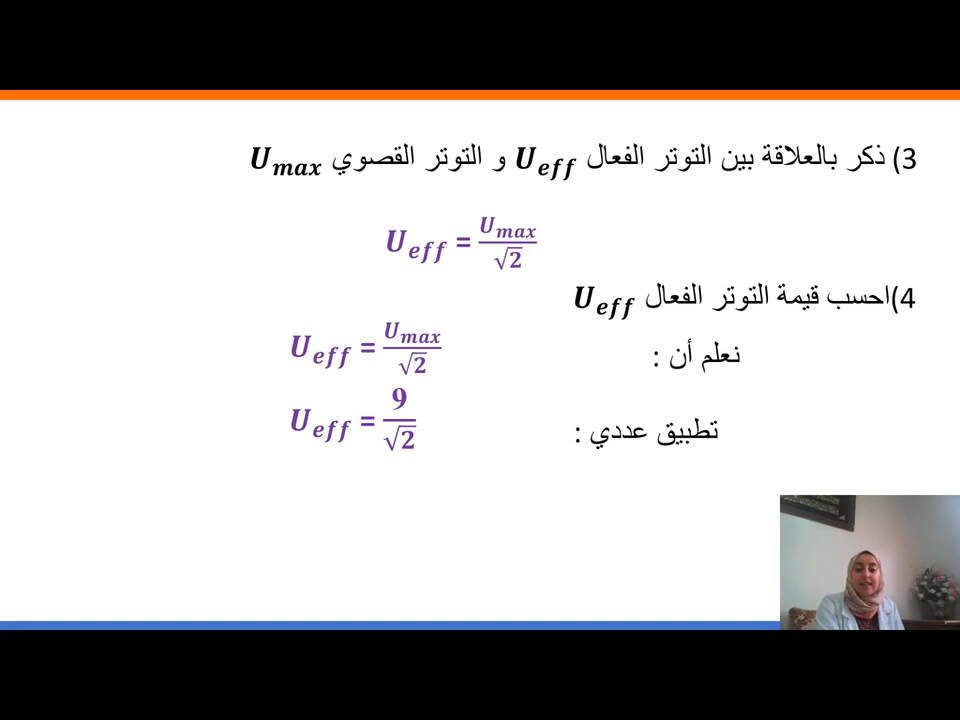 3) ذكر بالعلاقة بين التوتر الفعال U_eff و التوتر القصوي U_max
U_eff = U_max/√2
4)احسب قيمة التوتر الفعال U_eff
نعلم أن : U_eff = U_max/√2
تطبيق عددي : U_eff = 9/√2